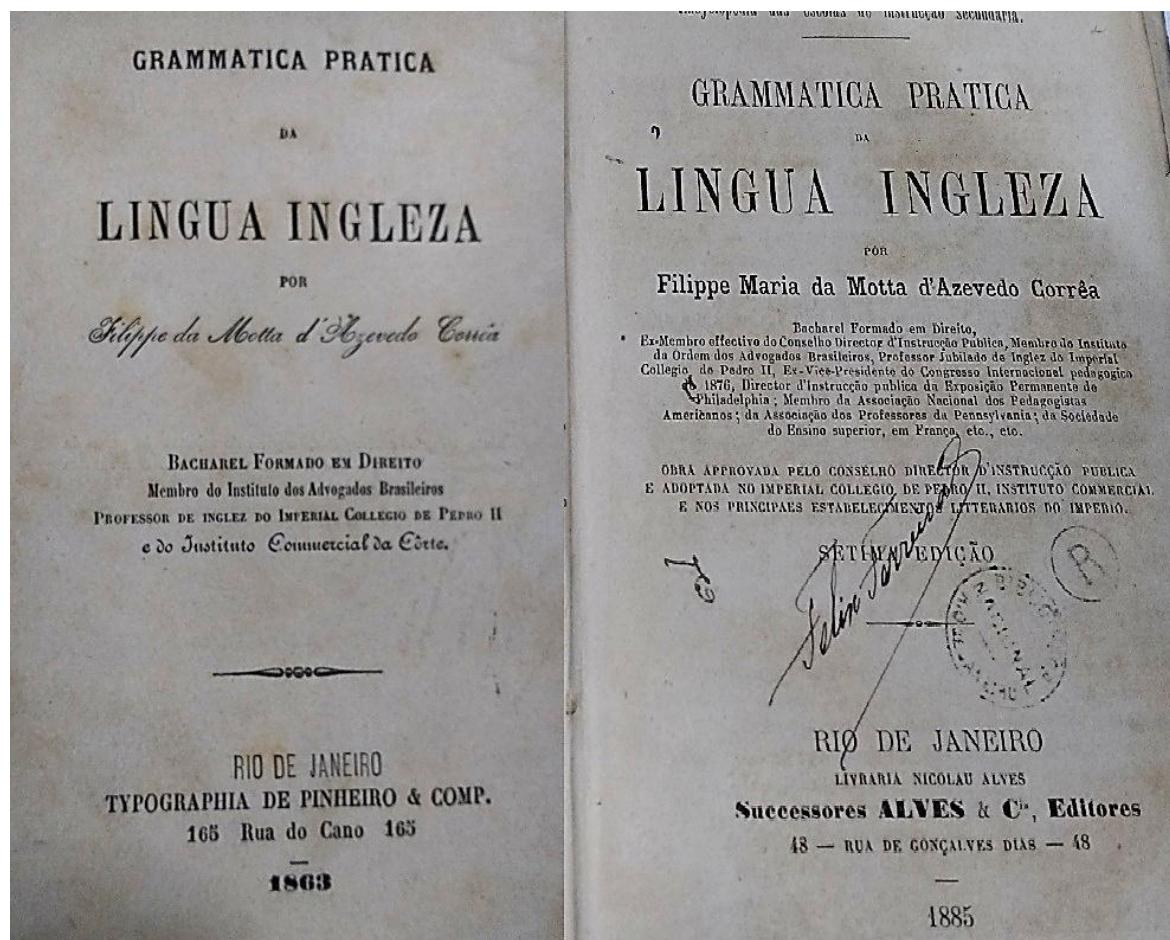 GRAMMATICA PRATICA
DA
LINGUA INGLEZA
POR
Filippe da Motta d'Azevedo Corrêa
BACHAREL FORMADO EM DIREITO
Membro do Instituto dos Advogados Brasileiros
PROFESSOR DE INGLEZ DO IMPERIAL COLLEGIO DE PEDRO II
e do Instituto Commercial da Côrte.
RIO DE JANEIRO
TYPOGRAPHIA DE PINHEIRO & COMP.
165 Rua do Cano 165
1863
Encyclopedia das escolas de instrucção secundaria.
GRAMMATICA PRATICA
DA
LINGUA INGLEZA
POR
Filippe Maria da Motta d'Azevedo Corrêa
Bacharel Formado em Direito,
Ex-Membro effectivo do Conselho Director d'Instrucção Publica, Membro do Instituto
da Ordem dos Advogados Brasileiros, Professor Jubilado de Inglez do Imperial
Collegio de Pedro II, Ex-Vice-Presidente do Congresso Internacional pedagogico
1876, Director d'Instrucção publica da Exposição Permanente de
Philadelphia; Membro da Associação Nacional dos Pedagogistas
Americanos; da Associação dos Professores da Pennsylvania; da Sociedade
do Ensino superior, em França, etc., etc.
OBRA APPROVADA PELO CONSELHO DIRECTOR D'INSTRUCÇÃO PUBLICA
E ADOPTADA NO IMPERIAL COLLEGIO DE PEDRO II, INSTITUTO COMMERCIAL
E NOS PRINCIPAES ESTABELECIMENTOS LITTERARIOS DO IMPERIO.
SETIMA EDIÇÃO
Felix Ferreira
R
NACIONAL
RIO DE JANEIRO
LIVRARIA NICOLAU ALVES
Successores ALVES & Cia, Editores
48 — RUA DE GONÇALVES DIAS — 48
1885